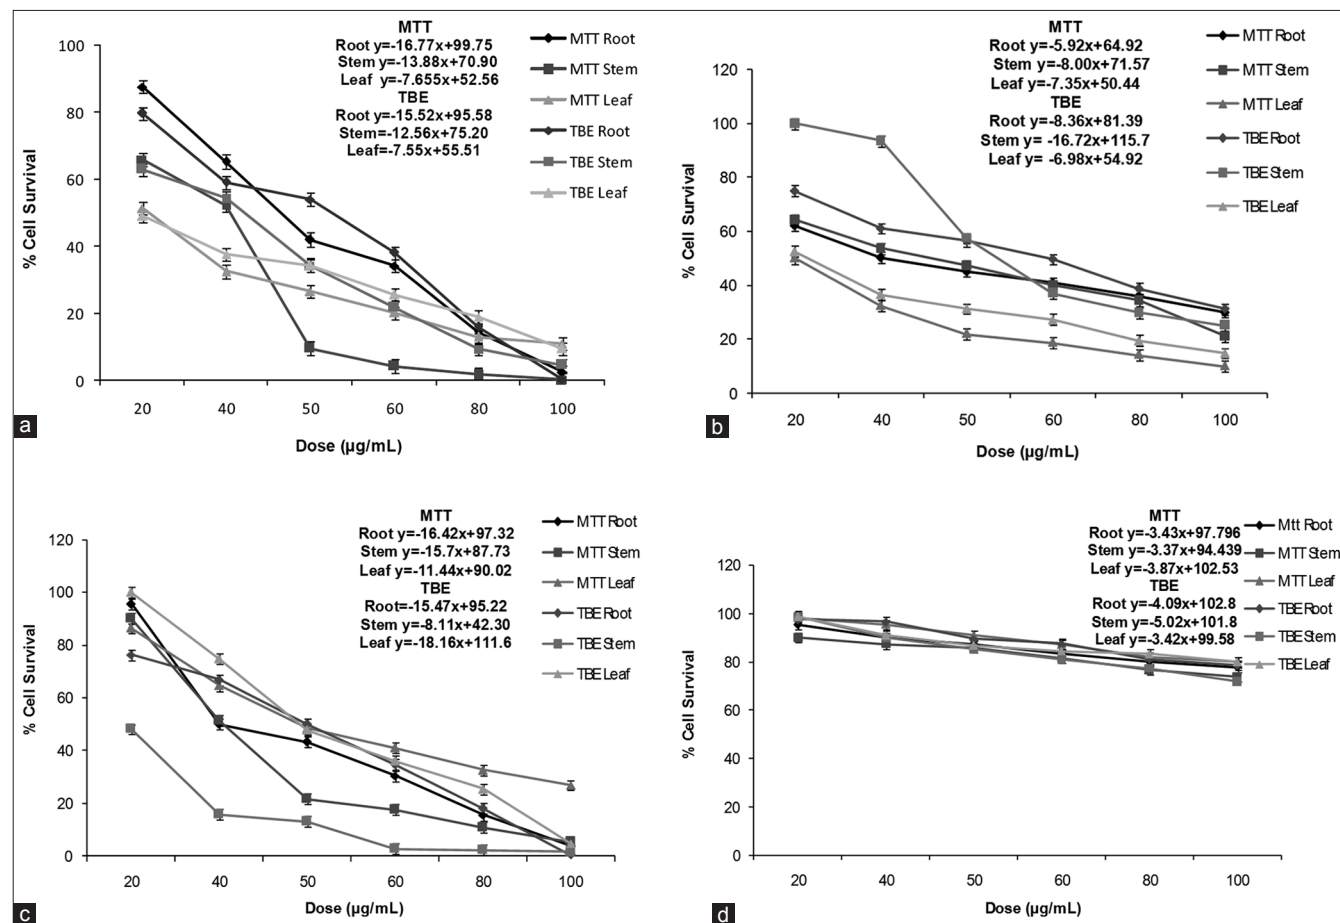 MTT
Root y=-16.77x+99.75
Stem y=-13.88x+70.90
Leaf y=-7.655x+52.56
TBE
Root y=-15.52x+95.58
Stem=-12.56x+75.20
Leaf=-7.55x+55.51
MTT Root
MTT Stem
MTT Leaf
TBE Root
TBE Stem
TBE Leaf
% Cell Survival
100
80
60
40
20
0
20 40 50 60 80 100
Dose (µg/mL)
a
MTT
Root y=-5.92x+64.92
Stem y=-8.00x+71.57
Leaf y=-7.35x+50.44
TBE
Root y=-8.36x+81.39
Stem y= -16.72x+115.7
Leaf y= -6.98x+54.92
MTT Root
MTT Stem
MTT Leaf
TBE Root
TBE Stem
TBE Leaf
% Cell Survival
120
100
80
60
40
20
0
20 40 50 60 80 100
Dose (µg/mL)
b
MTT
Root y=-16.42x+97.32
Stem y=-15.7x+87.73
Leaf y=-11.44x+90.02
TBE
Root=-15.47x+95.22
Stem y=-8.11x+42.30
Leaf y=-18.16x+111.6
MTT Root
MTT Stem
MTT Leaf
TBE Root
TBE Stem
TBE Leaf
% Cell Survival
120
100
80
60
40
20
0
20 40 50 60 80 100
Dose (µg/mL)
c
MTT
Root y=-3.43x+97.796
Stem y=-3.37x+94.439
Leaf y=-3.87x+102.53
TBE
Root y=-4.09x+102.8
Stem y=-5.02x+101.8
Leaf y=-3.42x+99.58
Mtt Root
MTT Stem
MTT Leaf
TBE Root
TBE Stem
TBE Leaf
% Cell Survival
120
100
80
60
40
20
0
20 40 50 60 80 100
Dose (µg/mL)
d